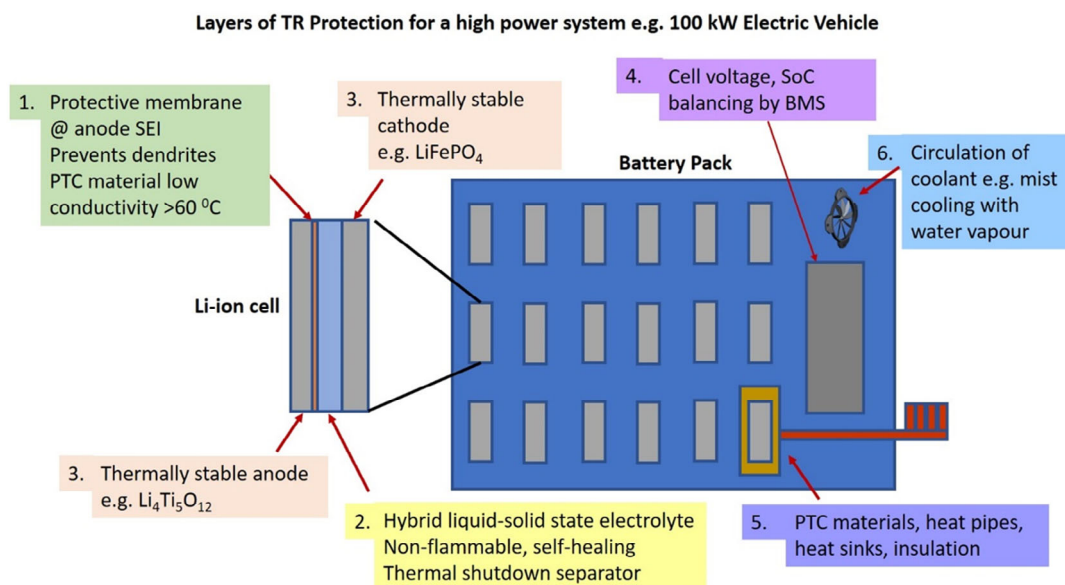 Layers of TR Protection for a high power system e.g. 100 kW Electric Vehicle
1. Protective membrane
@ anode SEI
Prevents dendrites
PTC material low
conductivity >60 ⁰C
3. Thermally stable
cathode
e.g. LiFePO₄
4. Cell voltage, SoC
balancing by BMS
Battery Pack
6. Circulation of
coolant e.g. mist
cooling with
water vapour
Li-ion cell
3. Thermally stable anode
e.g. Li₄Ti₅O₁₂
2. Hybrid liquid-solid state electrolyte
Non-flammable, self-healing
Thermal shutdown separator
5. PTC materials, heat pipes,
heat sinks, insulation